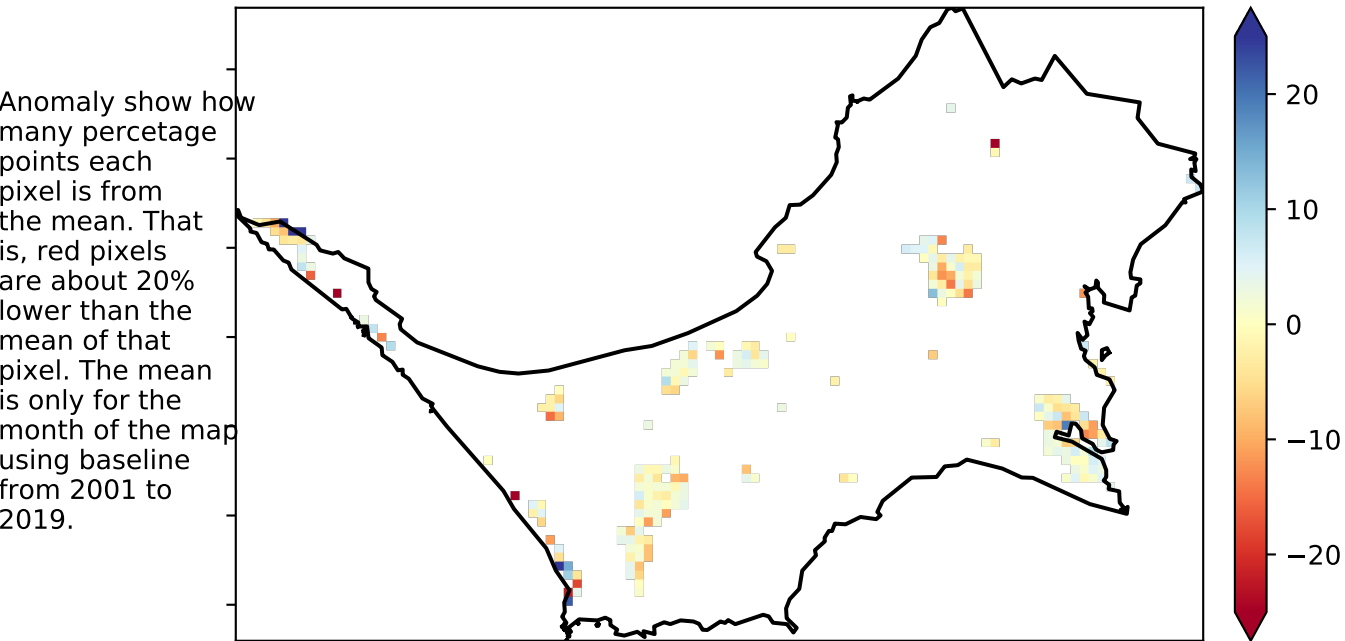 Anomaly show how
many percetage
points each
pixel is from
the mean. That
is, red pixels
are about 20%
lower than the
mean of that
pixel. The mean
is only for the
month of the map
using baseline
from 2001 to
2019.
20
10
0
−10
−20